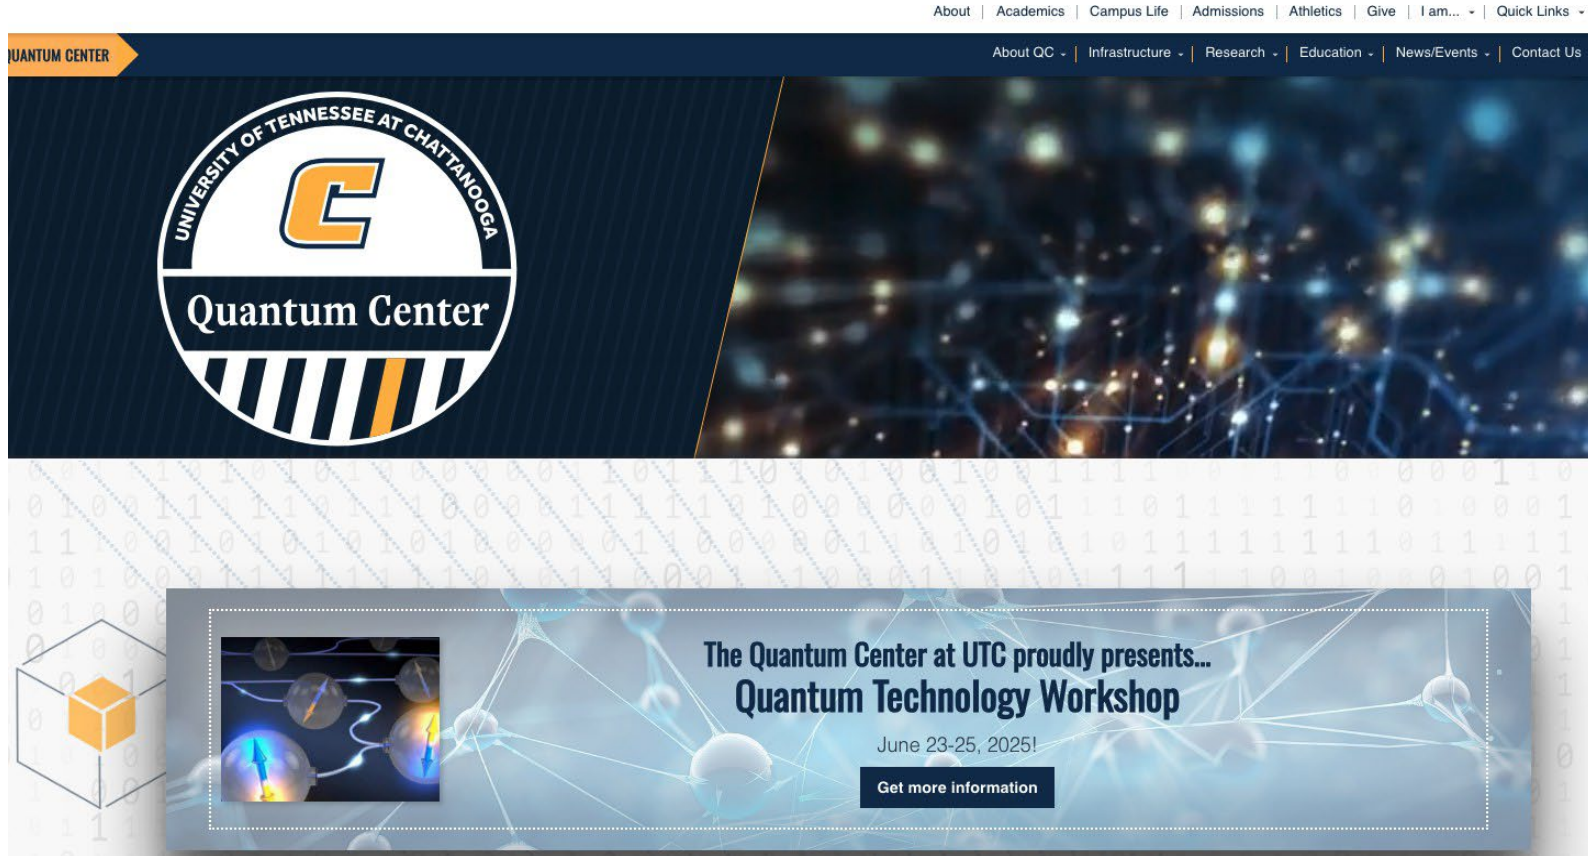 About | Academics | Campus Life | Admissions | Athletics | Give | I am... | Quick Links
QUANTUM CENTER
About QC | Infrastructure | Research | Education | News/Events | Contact Us
UNIVERSITY OF TENNESSEE AT CHATTANOOGA
C
Quantum Center
The Quantum Center at UTC proudly presents...
Quantum Technology Workshop
June 23-25, 2025!
Get more information